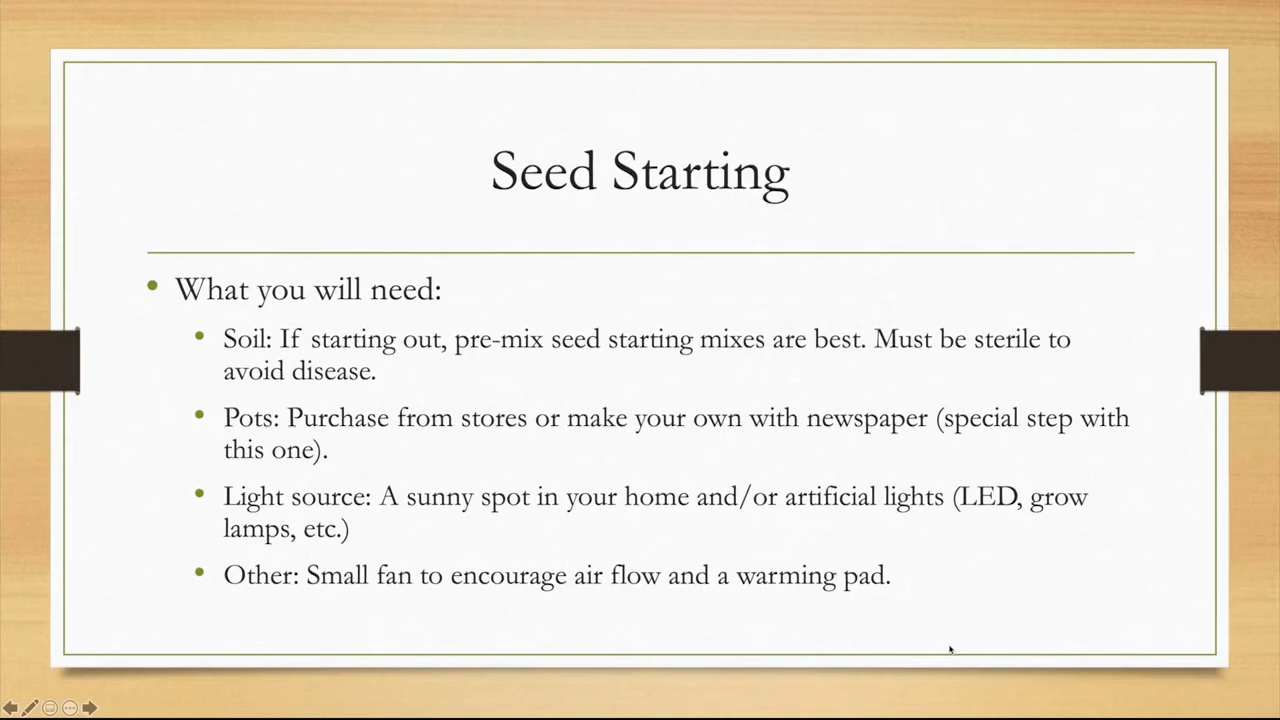 Seed Starting
• What you will need:
• Soil: If starting out, pre-mix seed starting mixes are best. Must be sterile to
avoid disease.
• Pots: Purchase from stores or make your own with newspaper (special step with
this one).
• Light source: A sunny spot in your home and/or artificial lights (LED, grow
lamps, etc.)
• Other: Small fan to encourage air flow and a warming pad.